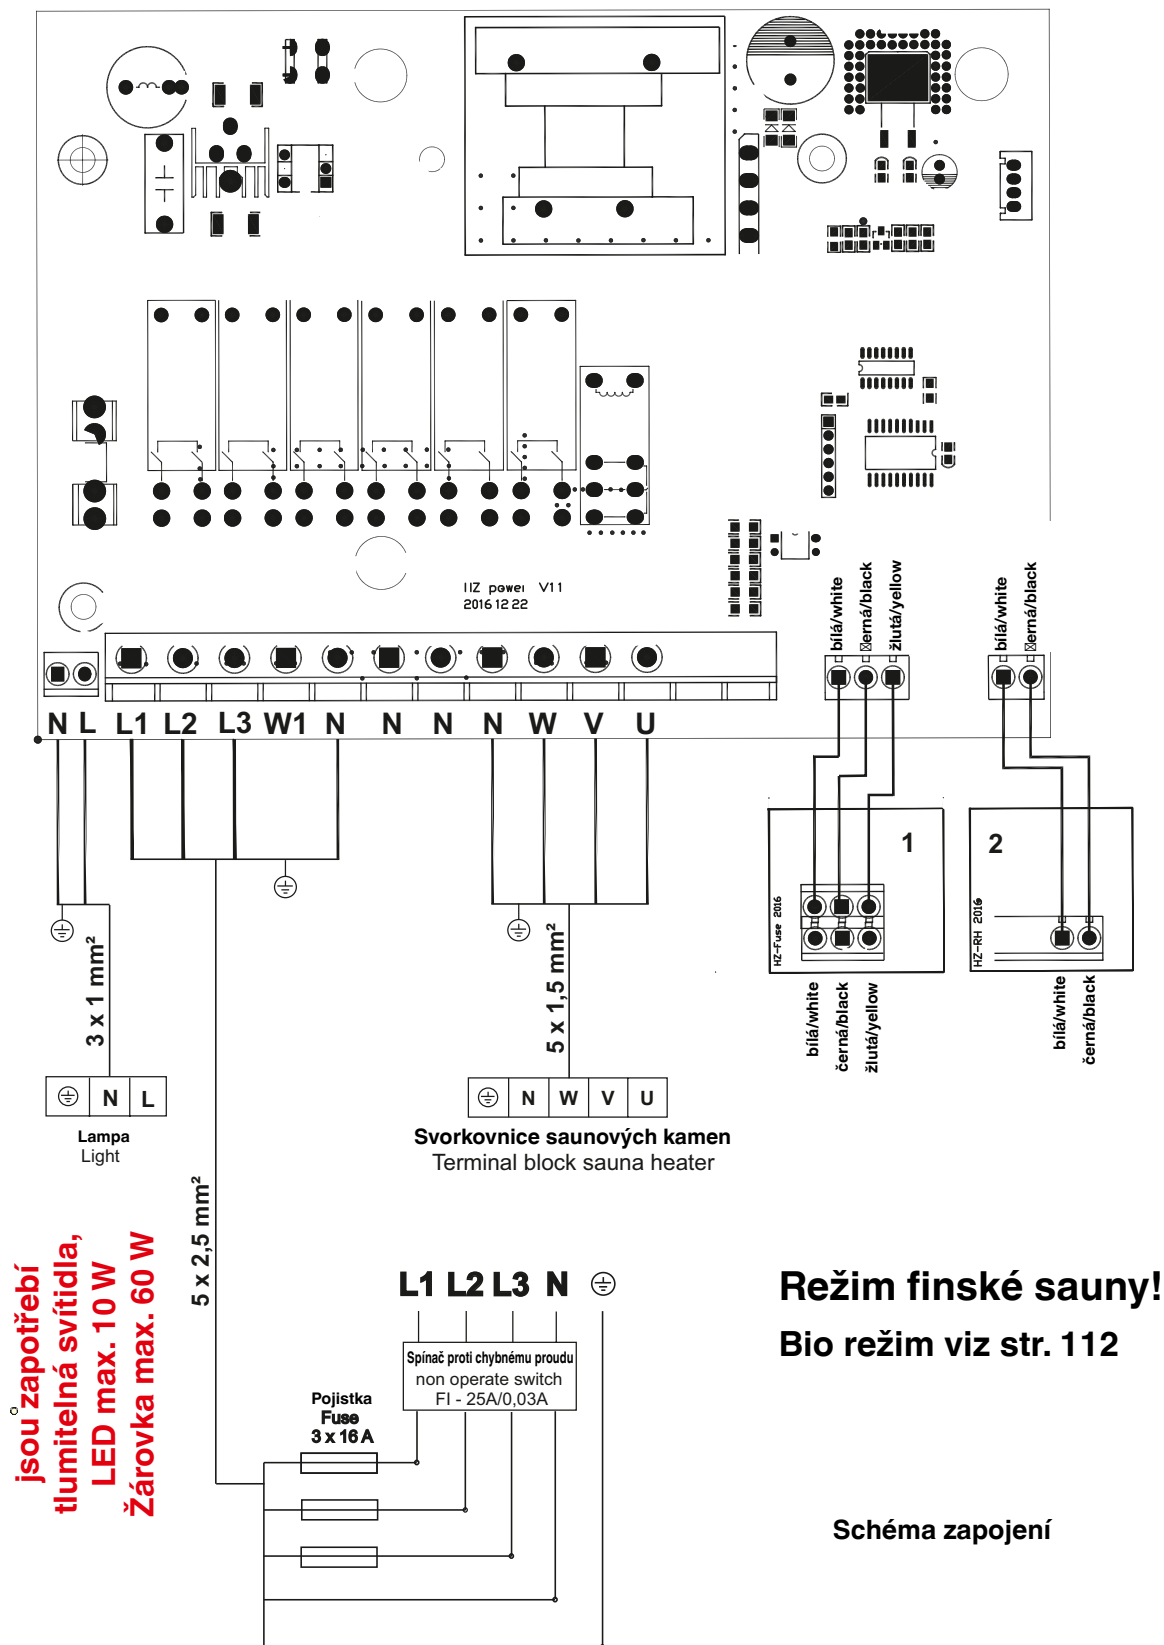 IIZ power V11
2016 12 22
bílá/white
erná/black
žlutá/yellow
bílá/white
erná/black
N L L1 L2 L3 W1 N N N N W V U
1
HZ-Fuse 2016
2
HZ-RH 2016
bílá/white
černá/black
žlutá/yellow
bílá/white
černá/black
3 x 1 mm²
5 x 1,5 mm²
N L
Lampa
Light
N W V U
Svorkovnice saunových kamen
Terminal block sauna heater
5 x 2,5 mm²
jsou zapotřebí
tlumitelná svítidla,
LED max. 10 W
Žárovka max. 60 W
L1 L2 L3 N
Spínač proti chybnému proudu
non operate switch
FI - 25A/0,03A
Pojistka
Fuse
3 x 16 A
Režim finské sauny!
Bio režim viz str. 112
Schéma zapojení